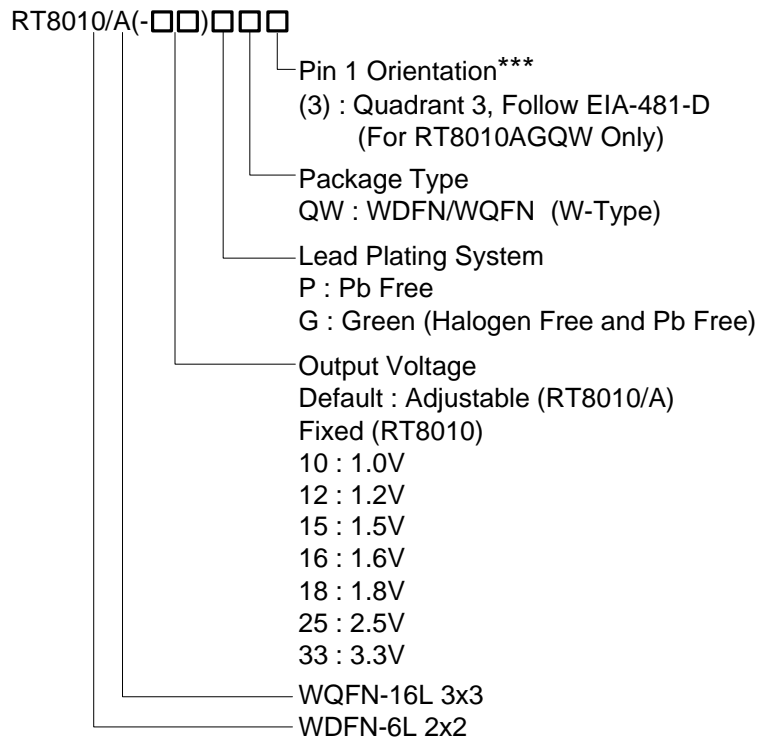 RT8010/A(-□□)□□□
Pin 1 Orientation***
(3) : Quadrant 3, Follow EIA-481-D
(For RT8010AGQW Only)
Package Type
QW : WDFN/WQFN (W-Type)
Lead Plating System
P : Pb Free
G : Green (Halogen Free and Pb Free)
Output Voltage
Default : Adjustable (RT8010/A)
Fixed (RT8010)
10 : 1.0V
12 : 1.2V
15 : 1.5V
16 : 1.6V
18 : 1.8V
25 : 2.5V
33 : 3.3V
WQFN-16L 3x3
WDFN-6L 2x2